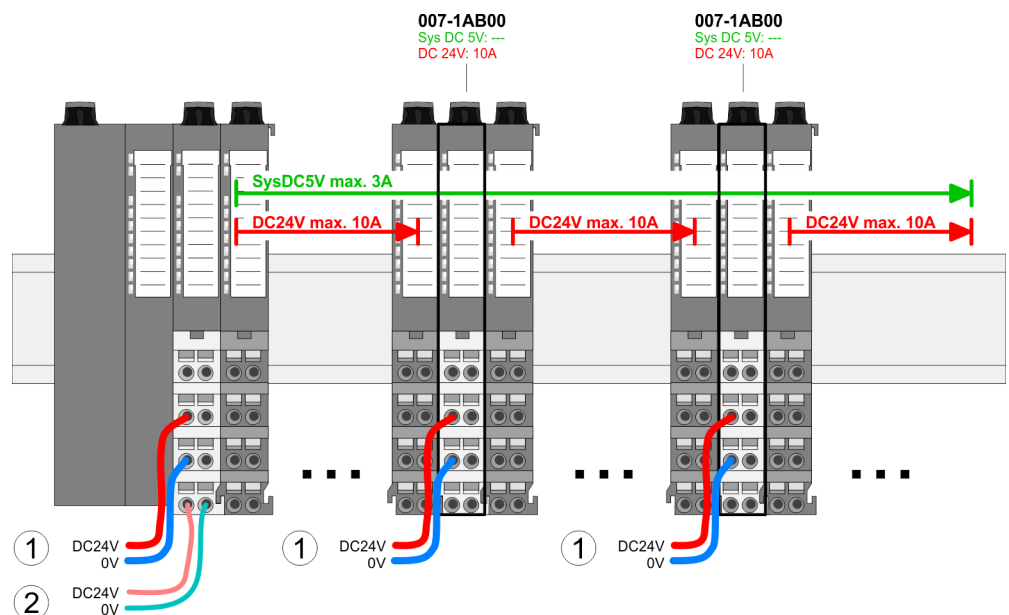 007-1AB00
Sys DC 5V: ---
DC 24V: 10A
007-1AB00
Sys DC 5V: ---
DC 24V: 10A
SysDC5V max. 3A
DC24V max. 10A
DC24V max. 10A
DC24V max. 10A
1
DC24V
0V
1
DC24V
0V
1
DC24V
0V
2
DC24V
0V